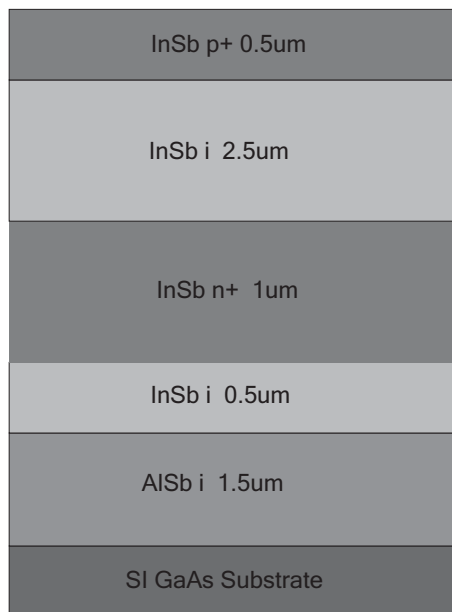 InSb p+ 0.5um
InSb i 2.5um
InSb n+ 1um
InSb i 0.5um
AlSb i 1.5um
SI GaAs Substrate